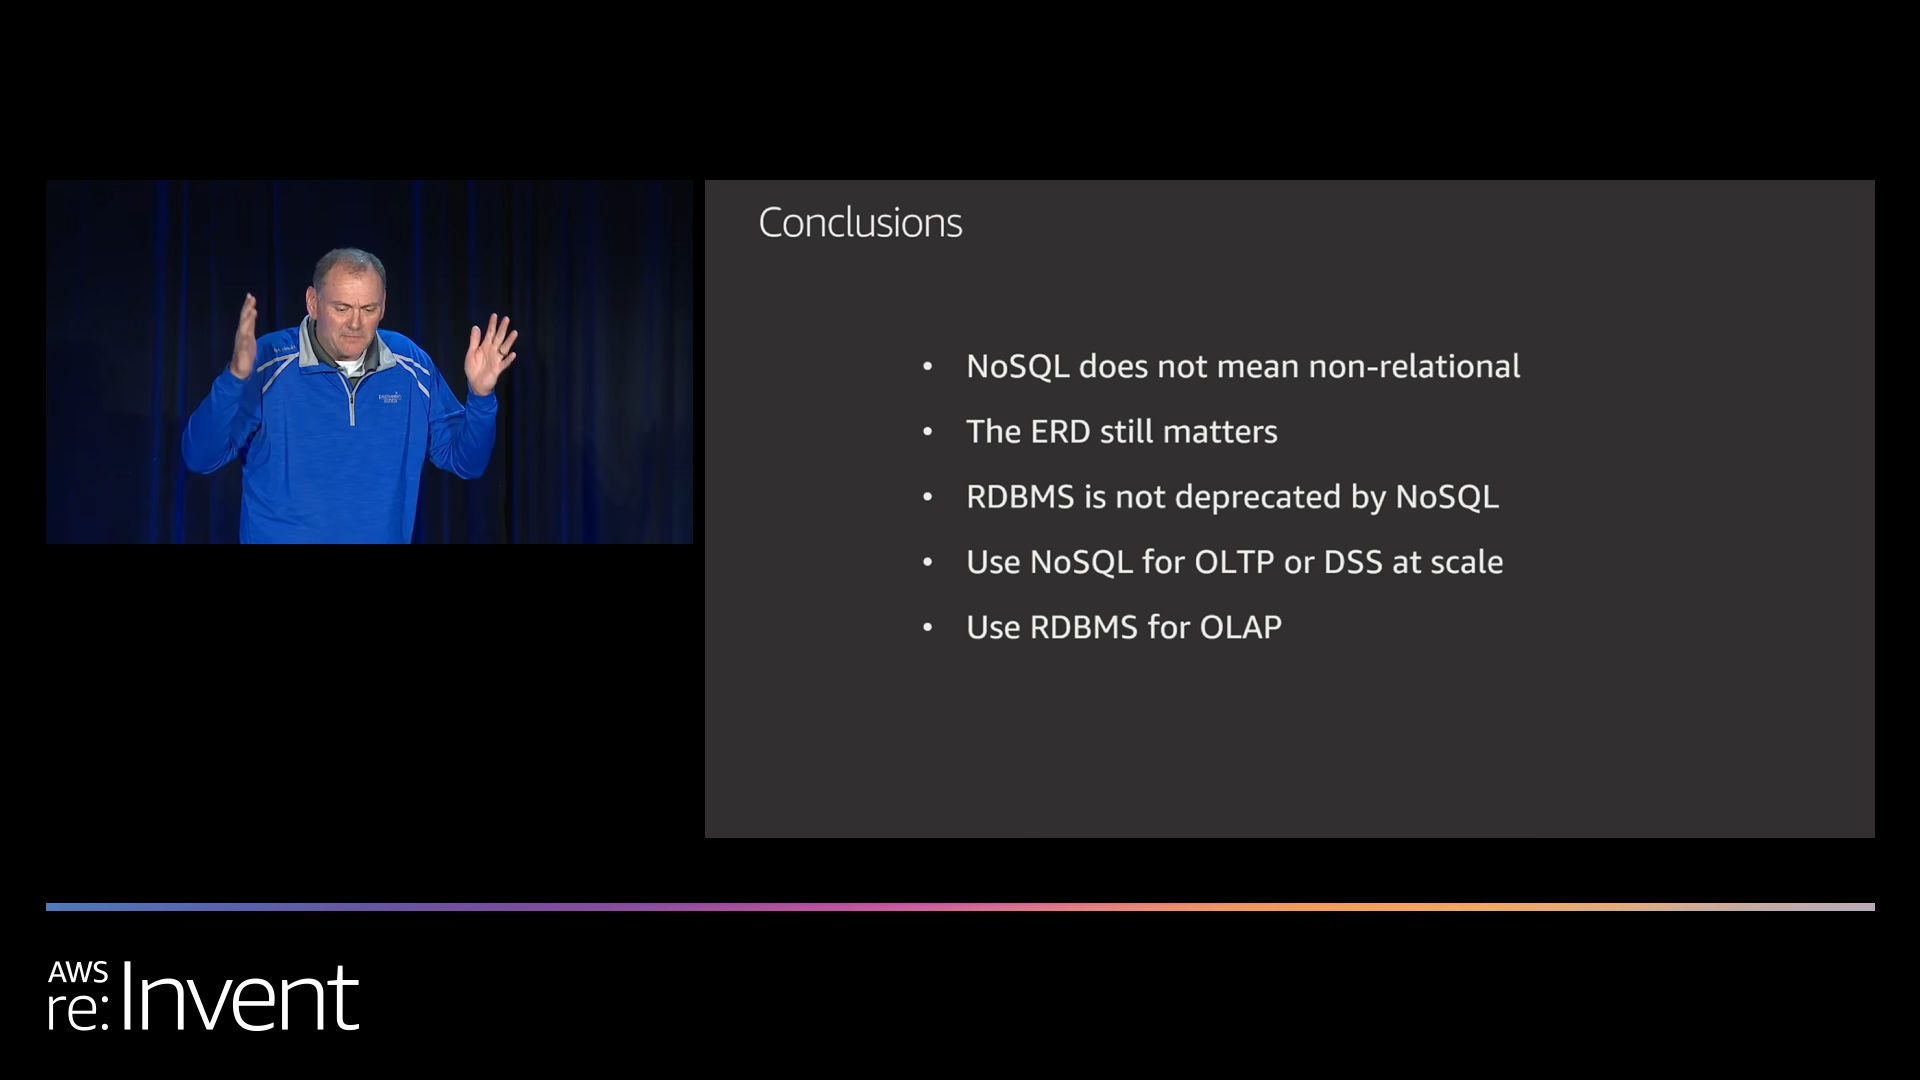 Conclusions
• NoSQL does not mean non-relational
• The ERD still matters
• RDBMS is not deprecated by NoSQL
• Use NoSQL for OLTP or DSS at scale
• Use RDBMS for OLAP
AWS
re:Invent